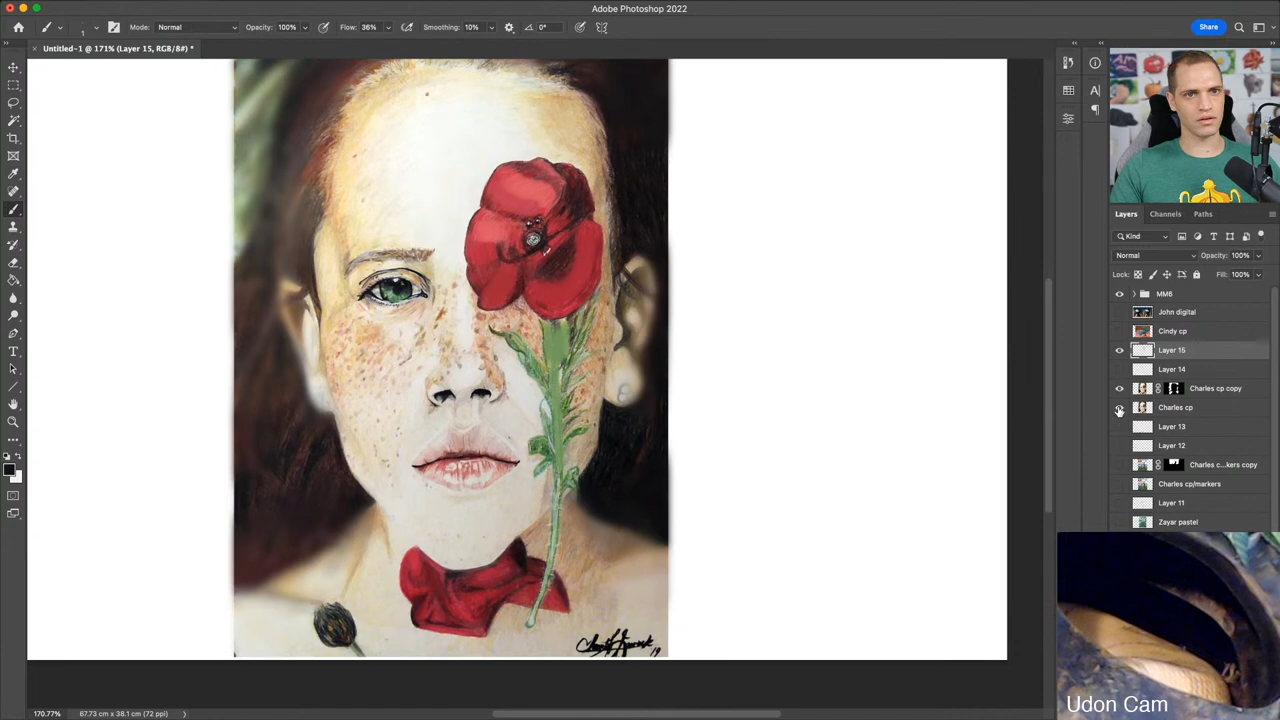 Adobe Photoshop 2022
Mode: Normal Opacity: 100% Flow: 36% Smoothing: 10% 0° Share
Untitled-1 @ 171% (Layer 15, RGB/8#) *
Layers Channels Paths
Kind
Normal Opacity: 100%
Lock: Fill: 100%
MM6
John digital
Cindy cp
Layer 15
Layer 14
Charles cp copy
Charles cp
Layer 13
Layer 12
Charles c...kers copy
Charles cp/markers
Layer 11
Zayar pastel
Udon Cam
170.77% 67.73 cm x 38.1 cm (72 ppi)